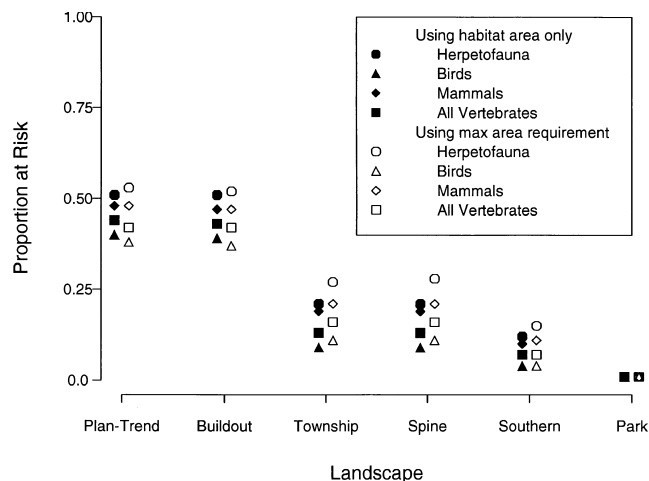 1.00
0.75
0.50
0.25
0.0
Proportion at Risk
Using habitat area only
Herpetofauna
Birds
Mammals
All Vertebrates
Using max area requirement
Herpetofauna
Birds
Mammals
All Vertebrates
Plan-Trend
Buildout
Township
Spine
Southern
Park
Landscape